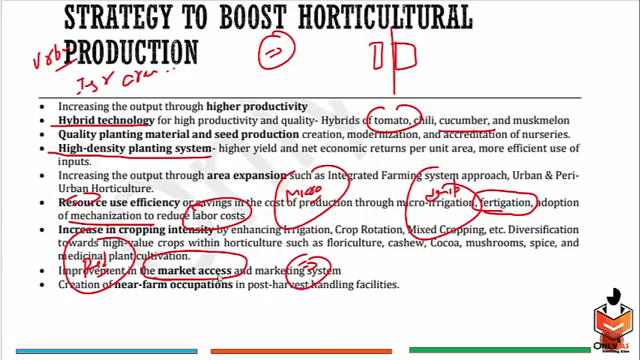 STRATEGY TO BOOST HORTICULTURAL
PRODUCTION
• Increasing the output through higher productivity
• Hybrid technology for high productivity and quality- Hybrids of tomato, chili, cucumber, and muskmelon
• Quality planting material and seed production creation, modernization, and accreditation of nurseries.
• High-density planting system- higher yield and net economic returns per unit area, more efficient use of
inputs.
• Increasing the output through area expansion such as Integrated Farming system approach, Urban & Peri-
Urban Horticulture.
Micro
• Resource use efficiency or savings in the cost of production through micro-irrigation, fertigation, adoption
of mechanization to reduce labor costs
• Increase in cropping intensity by enhancing Irrigation, Crop Rotation, Mixed Cropping, etc. Diversification
towards high-value crops within horticulture such as floriculture, cashew, Cocoa, mushrooms, spice, and
medicinal plant cultivation.
• Improvement in the market access and marketing system
• Creation of near-farm occupations in post-harvest handling facilities.
ONLY IAS